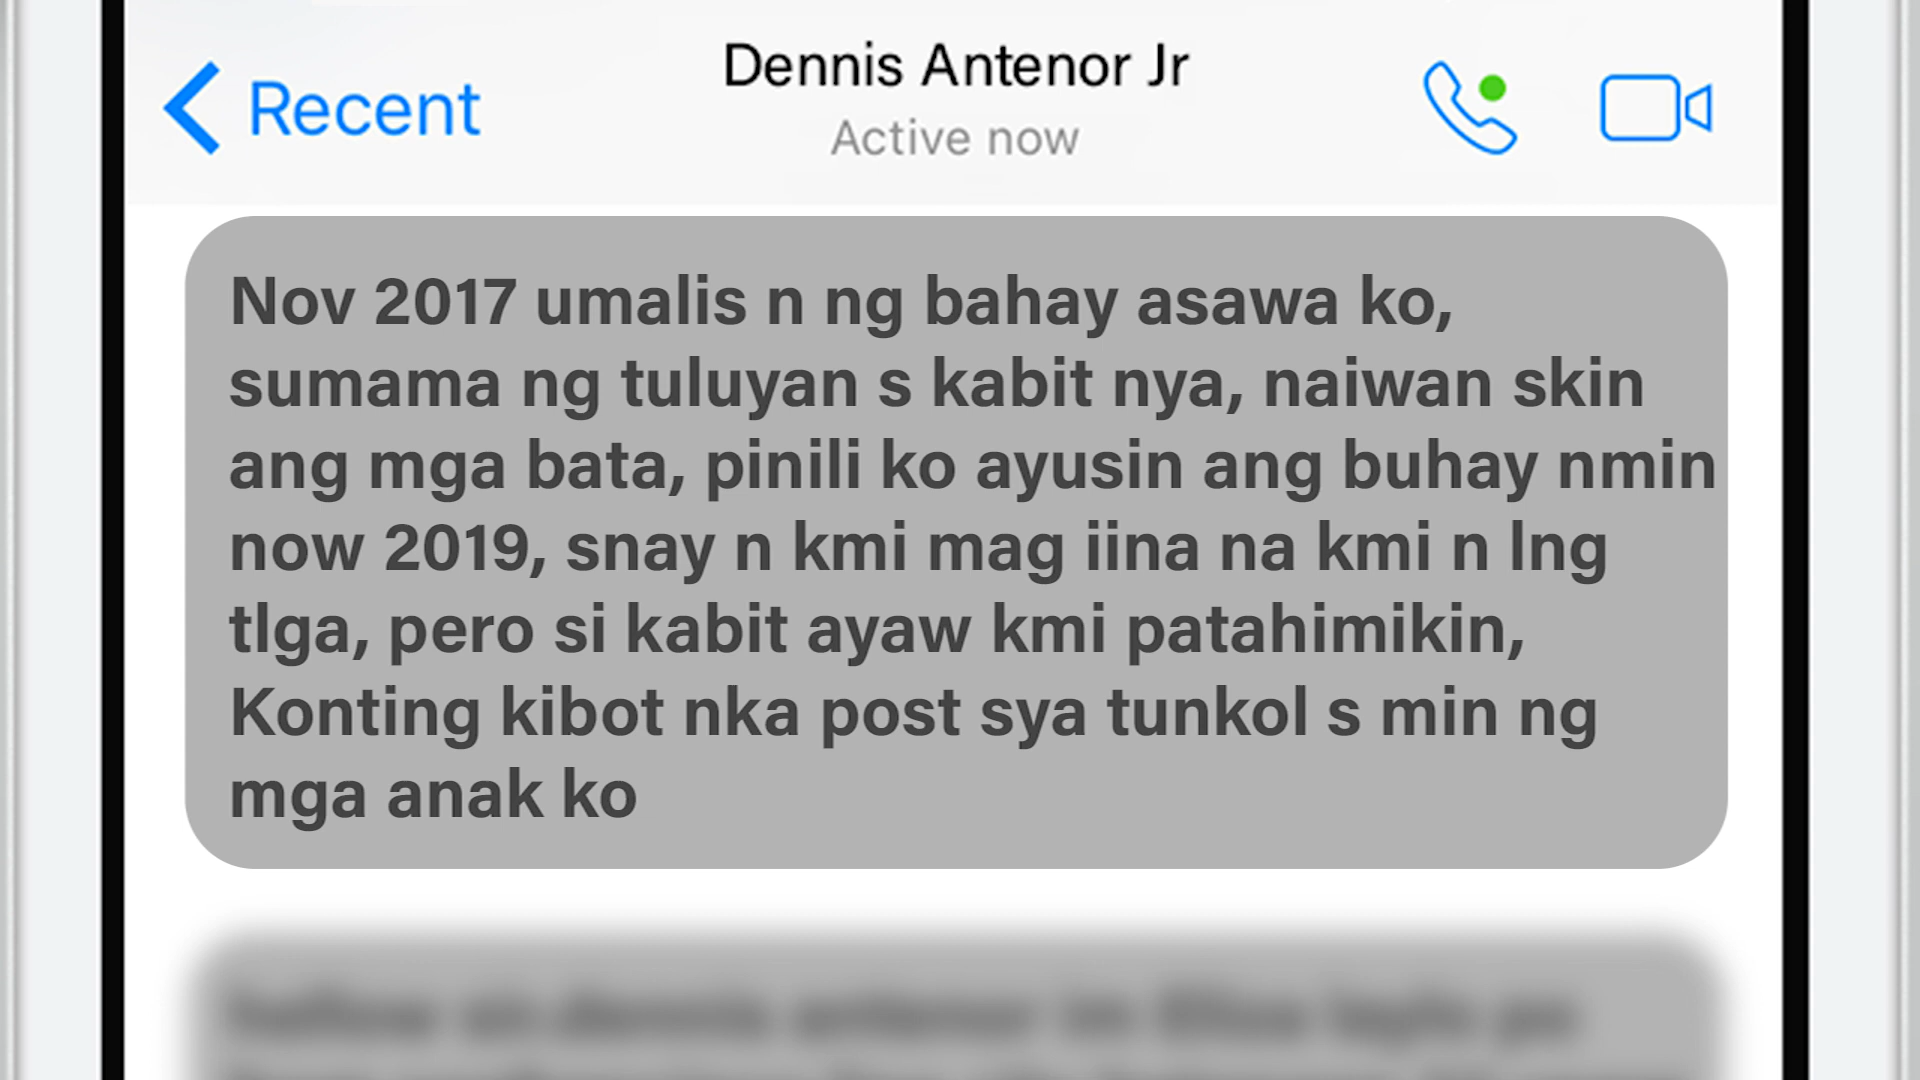 Dennis Antenor Jr
Recent
Active now
Nov 2017 umalis n ng bahay asawa ko,
sumama ng tuluyan s kabit nya, naiwan skin
ang mga bata, pinili ko ayusin ang buhay nmin
now 2019, snay n kmi mag iina na kmi n lng
tlga, pero si kabit ayaw kmi patahimikin,
Konting kibot nka post sya tunkol s min ng
mga anak ko